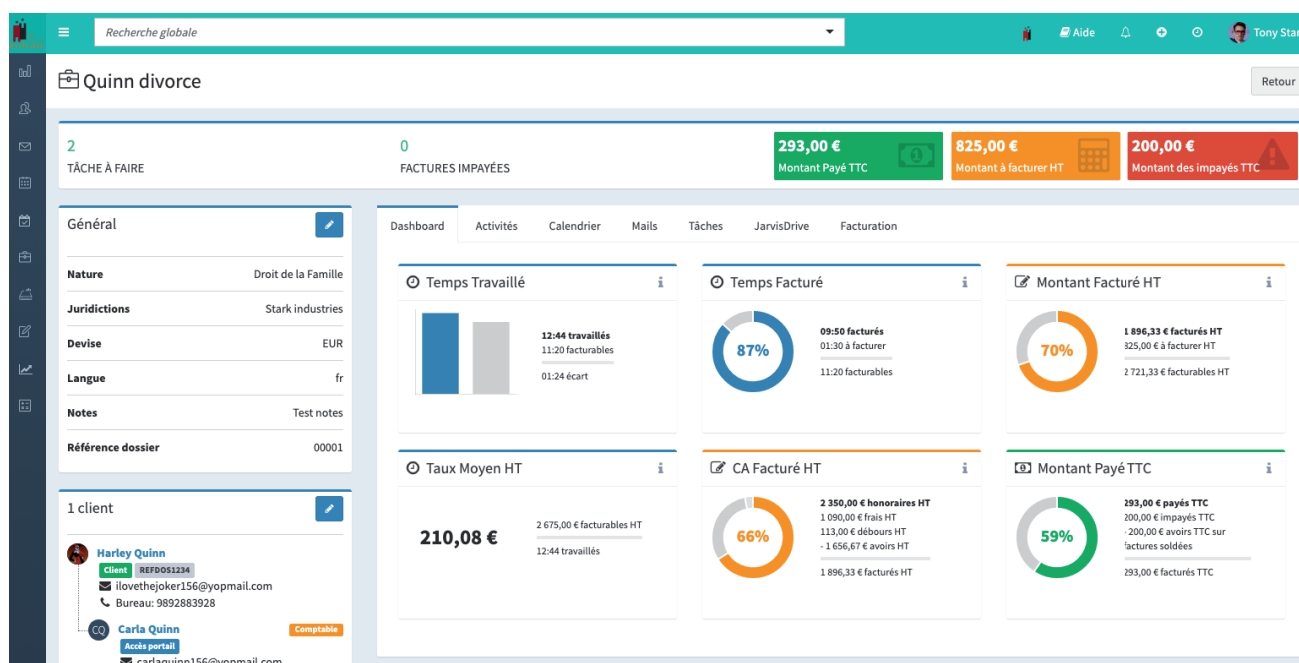 Recherche globale
Aide
Tony Star
Quinn divorce
Retour
2
TÂCHE À FAIRE
0
FACTURES IMPAYÉES
293,00 €
Montant Payé TTC
825,00 €
Montant à facturer HT
200,00 €
Montant des impayés TTC
Général
Nature Droit de la Famille
Juridictions Stark industries
Devise EUR
Langue fr
Notes Test notes
Référence dossier 00001
1 client
Harley Quinn
Client REFDOS1234
ilovethejoker156@yopmail.com
Bureau: 9892883928
CQ Carla Quinn Comptable
Accès portail
carlaquinn156@yopmail.com
Dashboard Activités Calendrier Mails Tâches JarvisDrive Facturation
Temps Travaillé
12:44 travaillés
11:20 facturables
01:24 écart
Temps Facturé
87%
09:50 facturés
01:30 à facturer
11:20 facturables
Montant Facturé HT
70%
1 896,33 € facturés HT
825,00 € à facturer HT
2 721,33 € facturables HT
Taux Moyen HT
210,08 €
2 675,00 € facturables HT
12:44 travaillés
CA Facturé HT
66%
2 350,00 € honoraires HT
1 090,00 € frais HT
113,00 € débours HT
- 1 656,67 € avoirs HT
1 896,33 € facturés HT
Montant Payé TTC
59%
293,00 € payés TTC
200,00 € impayés TTC
- 200,00 € avoirs TTC sur
factures soldées
293,00 € facturés TTC